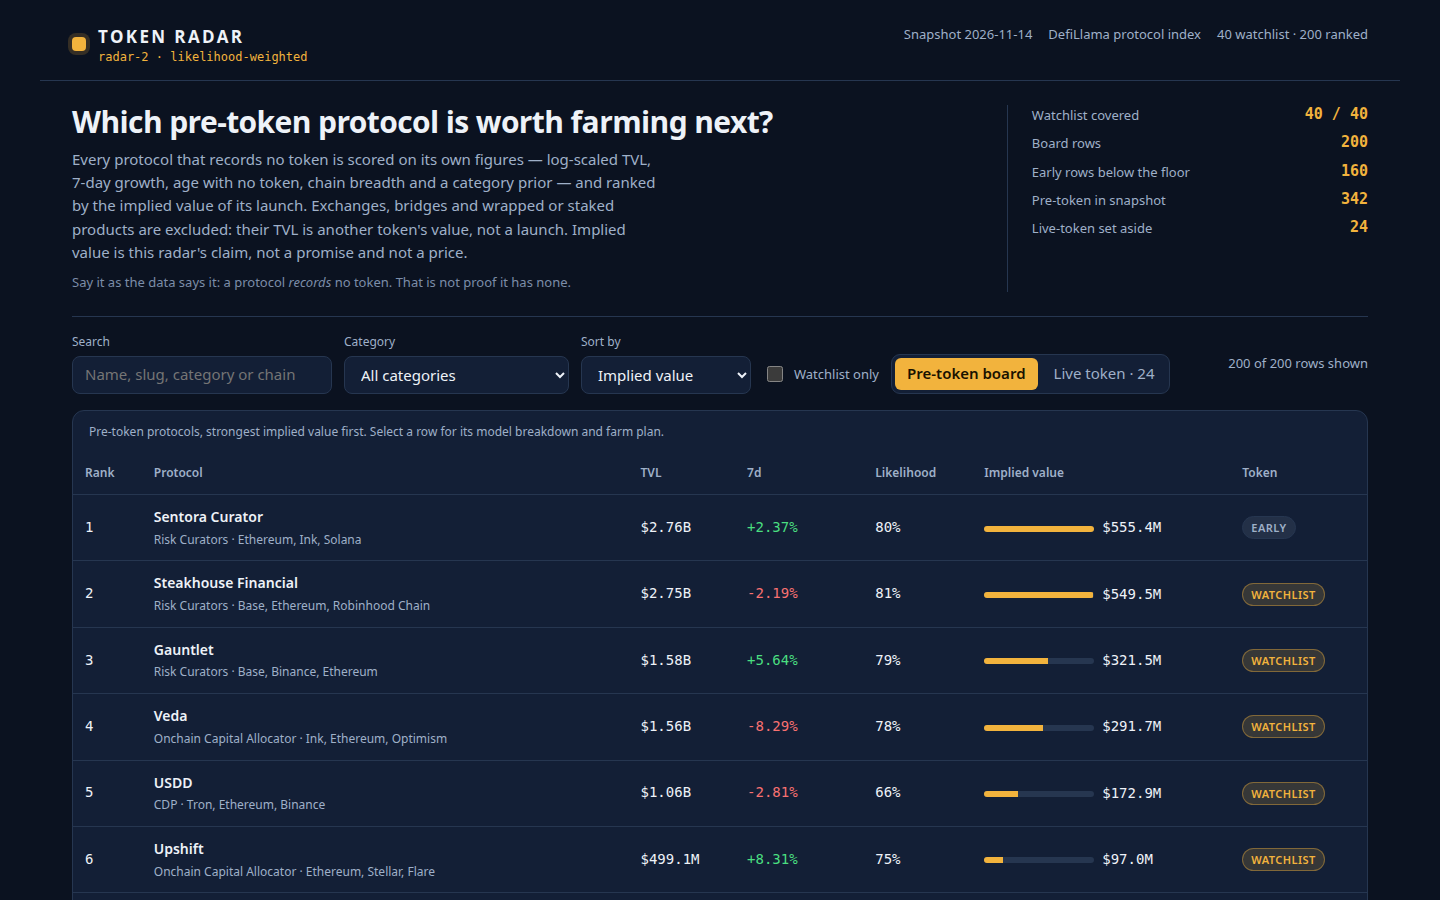 TOKEN RADAR
radar-2 · likelihood-weighted
Snapshot 2026-11-14 DefiLlama protocol index 40 watchlist · 200 ranked
Which pre-token protocol is worth farming next?
Every protocol that records no token is scored on its own figures — log-scaled TVL,
7-day growth, age with no token, chain breadth and a category prior — and ranked
by the implied value of its launch. Exchanges, bridges and wrapped or staked
products are excluded: their TVL is another token's value, not a launch. Implied
value is this radar's claim, not a promise and not a price.
Say it as the data says it: a protocol records no token. That is not proof it has none.
Watchlist covered 40 / 40
Board rows 200
Early rows below the floor 160
Pre-token in snapshot 342
Live-token set aside 24
Search Category Sort by
Name, slug, category or chain All categories Implied value Watchlist only Pre-token board Live token · 24 200 of 200 rows shown
Pre-token protocols, strongest implied value first. Select a row for its model breakdown and farm plan.
Rank Protocol TVL 7d Likelihood Implied value Token
1 Sentora Curator $2.76B +2.37% 80% $555.4M EARLY
Risk Curators · Ethereum, Ink, Solana
2 Steakhouse Financial $2.75B -2.19% 81% $549.5M WATCHLIST
Risk Curators · Base, Ethereum, Robinhood Chain
3 Gauntlet $1.58B +5.64% 79% $321.5M WATCHLIST
Risk Curators · Base, Binance, Ethereum
4 Veda $1.56B -8.29% 78% $291.7M WATCHLIST
Onchain Capital Allocator · Ink, Ethereum, Optimism
5 USDD $1.06B -2.81% 66% $172.9M WATCHLIST
CDP · Tron, Ethereum, Binance
6 Upshift $499.1M +8.31% 75% $97.0M WATCHLIST
Onchain Capital Allocator · Ethereum, Stellar, Flare